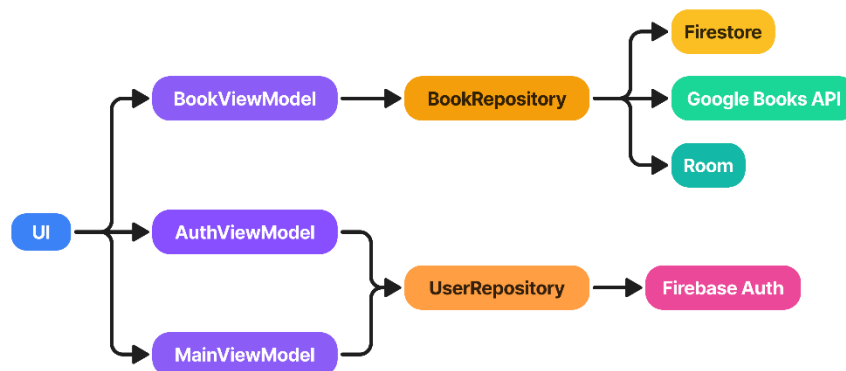 Firestore
BookViewModel
BookRepository
Google Books API
Room
UI
AuthViewModel
UserRepository
Firebase Auth
MainViewModel